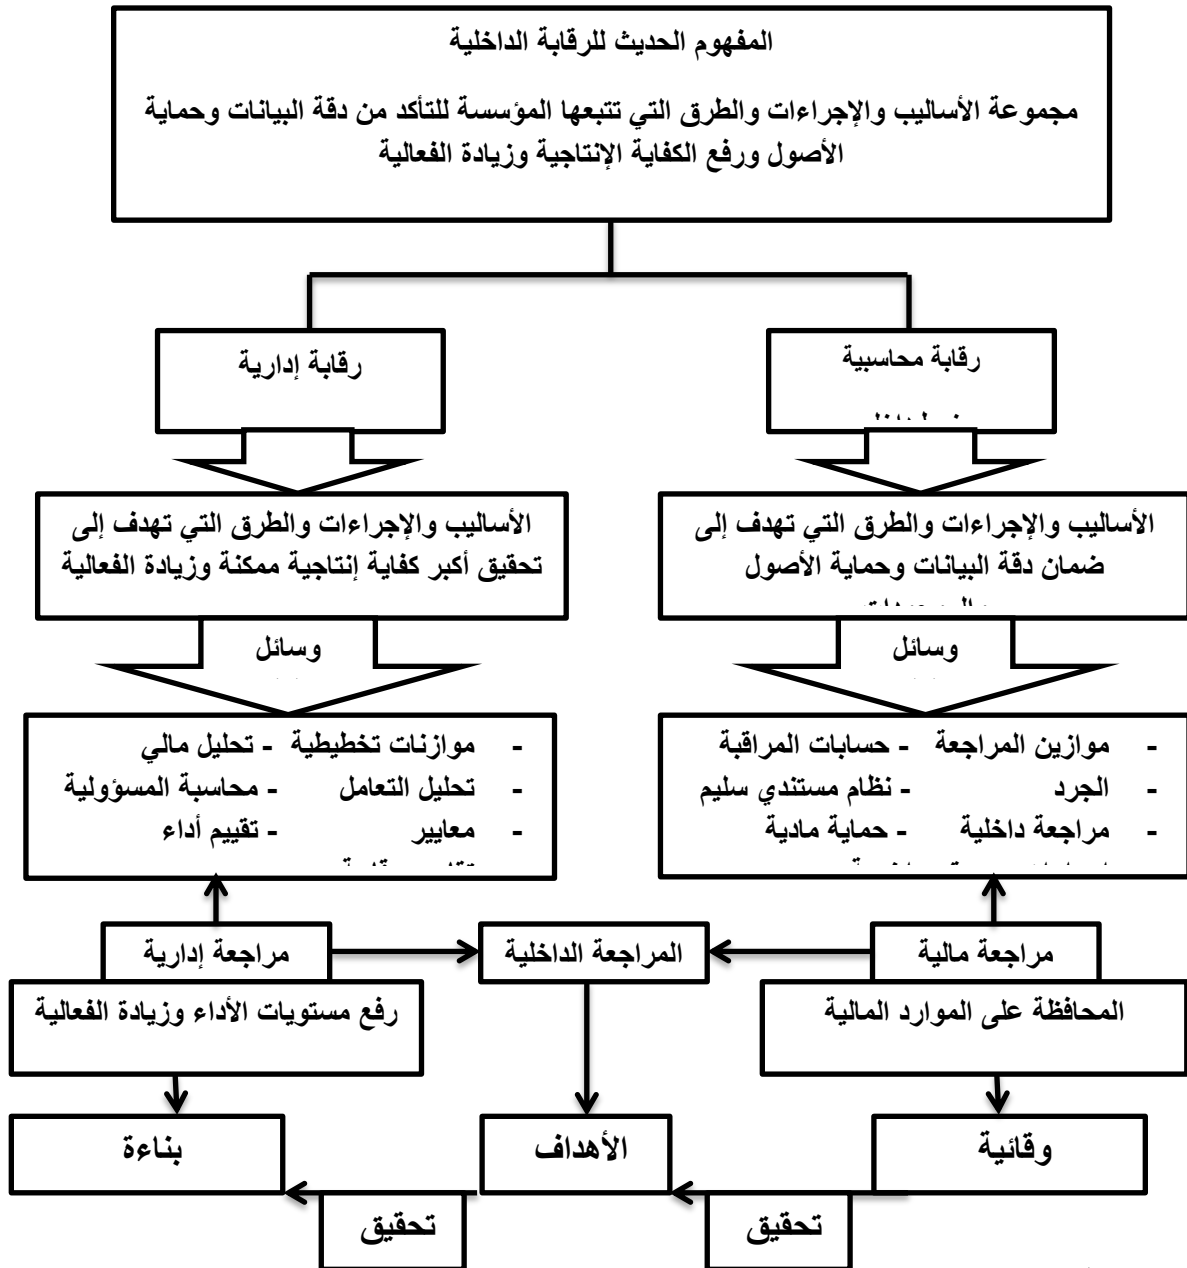 المفهوم الحديث للرقابة الداخلية
مجموعة الأساليب والإجراءات والطرق التي تتبعها المؤسسة للتأكد من دقة البيانات وحماية
الأصول ورفع الكفاية الإنتاجية وزيادة الفعالية
رقابة محاسبية
رقابة إدارية
الأساليب والإجراءات والطرق التي تهدف إلى
ضمان دقة البيانات وحماية الأصول
الأساليب والإجراءات والطرق التي تهدف إلى
تحقيق أكبر كفاية إنتاجية ممكنة وزيادة الفعالية
وسائل
وسائل
- موازين المراجعة - حسابات المراقبة
- الجرد - نظام مستندي سليم
- مراجعة داخلية - حماية مادية
- موازنات تخطيطية - تحليل مالي
- تحليل التعامل - محاسبة المسؤولية
- معايير - تقييم أداء
مراجعة مالية
المراجعة الداخلية
مراجعة إدارية
المحافظة على الموارد المالية
رفع مستويات الأداء وزيادة الفعالية
وقائية
الأهداف
بناءة
تحقيق
تحقيق